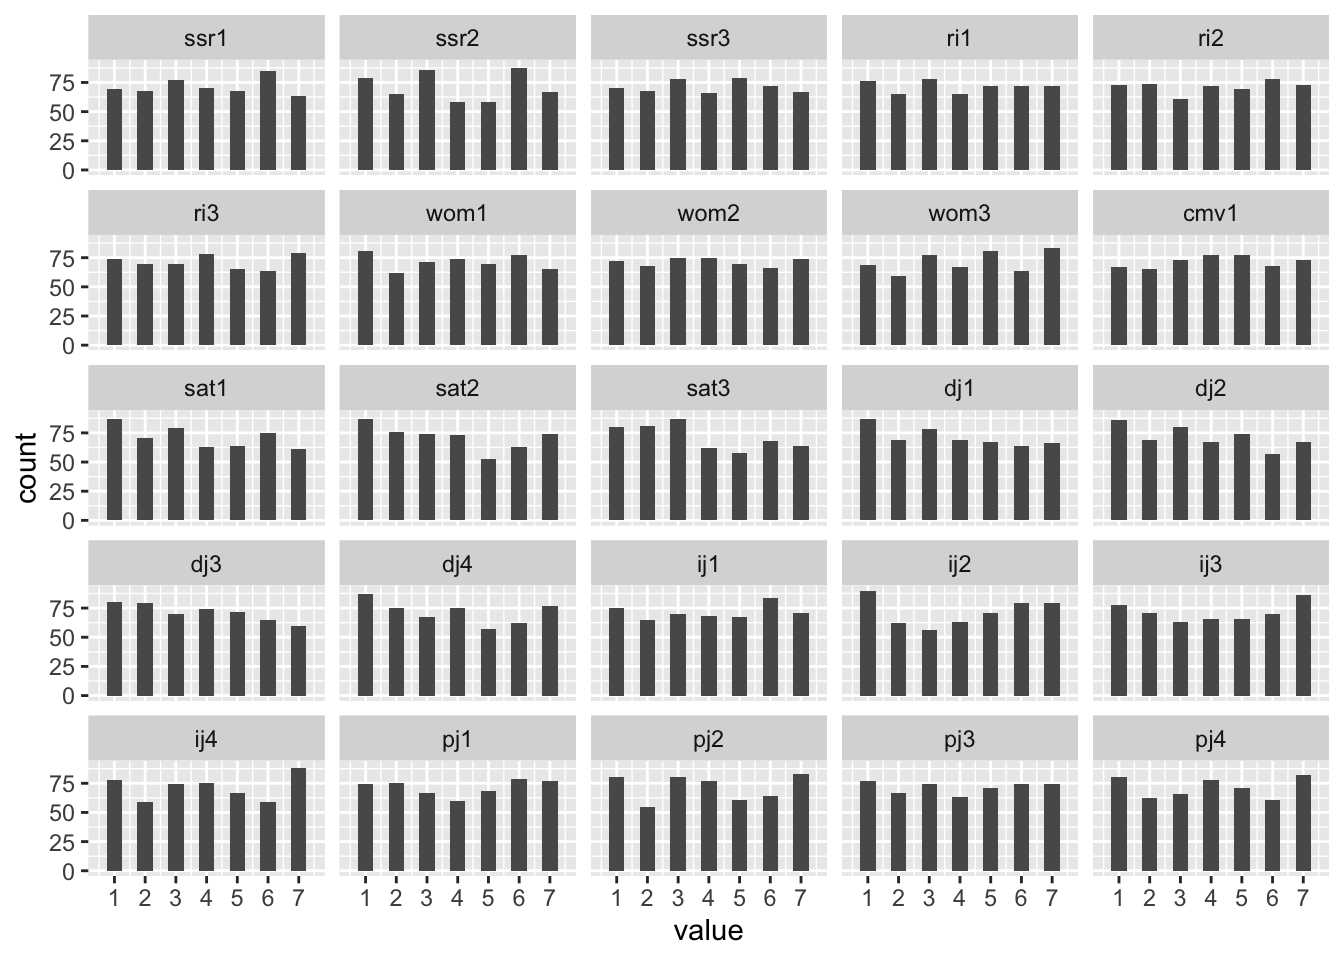 ssr1 ssr2 ssr3 ri1 ri2
75
50
25
0
ri3 wom1 wom2 wom3 cmv1
75
50
25
0
sat1 sat2 sat3 dj1 dj2
75
50
25
0
count
dj3 dj4 ij1 ij2 ij3
75
50
25
0
ij4 pj1 pj2 pj3 pj4
75
50
25
0
1 2 3 4 5 6 7 1 2 3 4 5 6 7 1 2 3 4 5 6 7 1 2 3 4 5 6 7 1 2 3 4 5 6 7
value